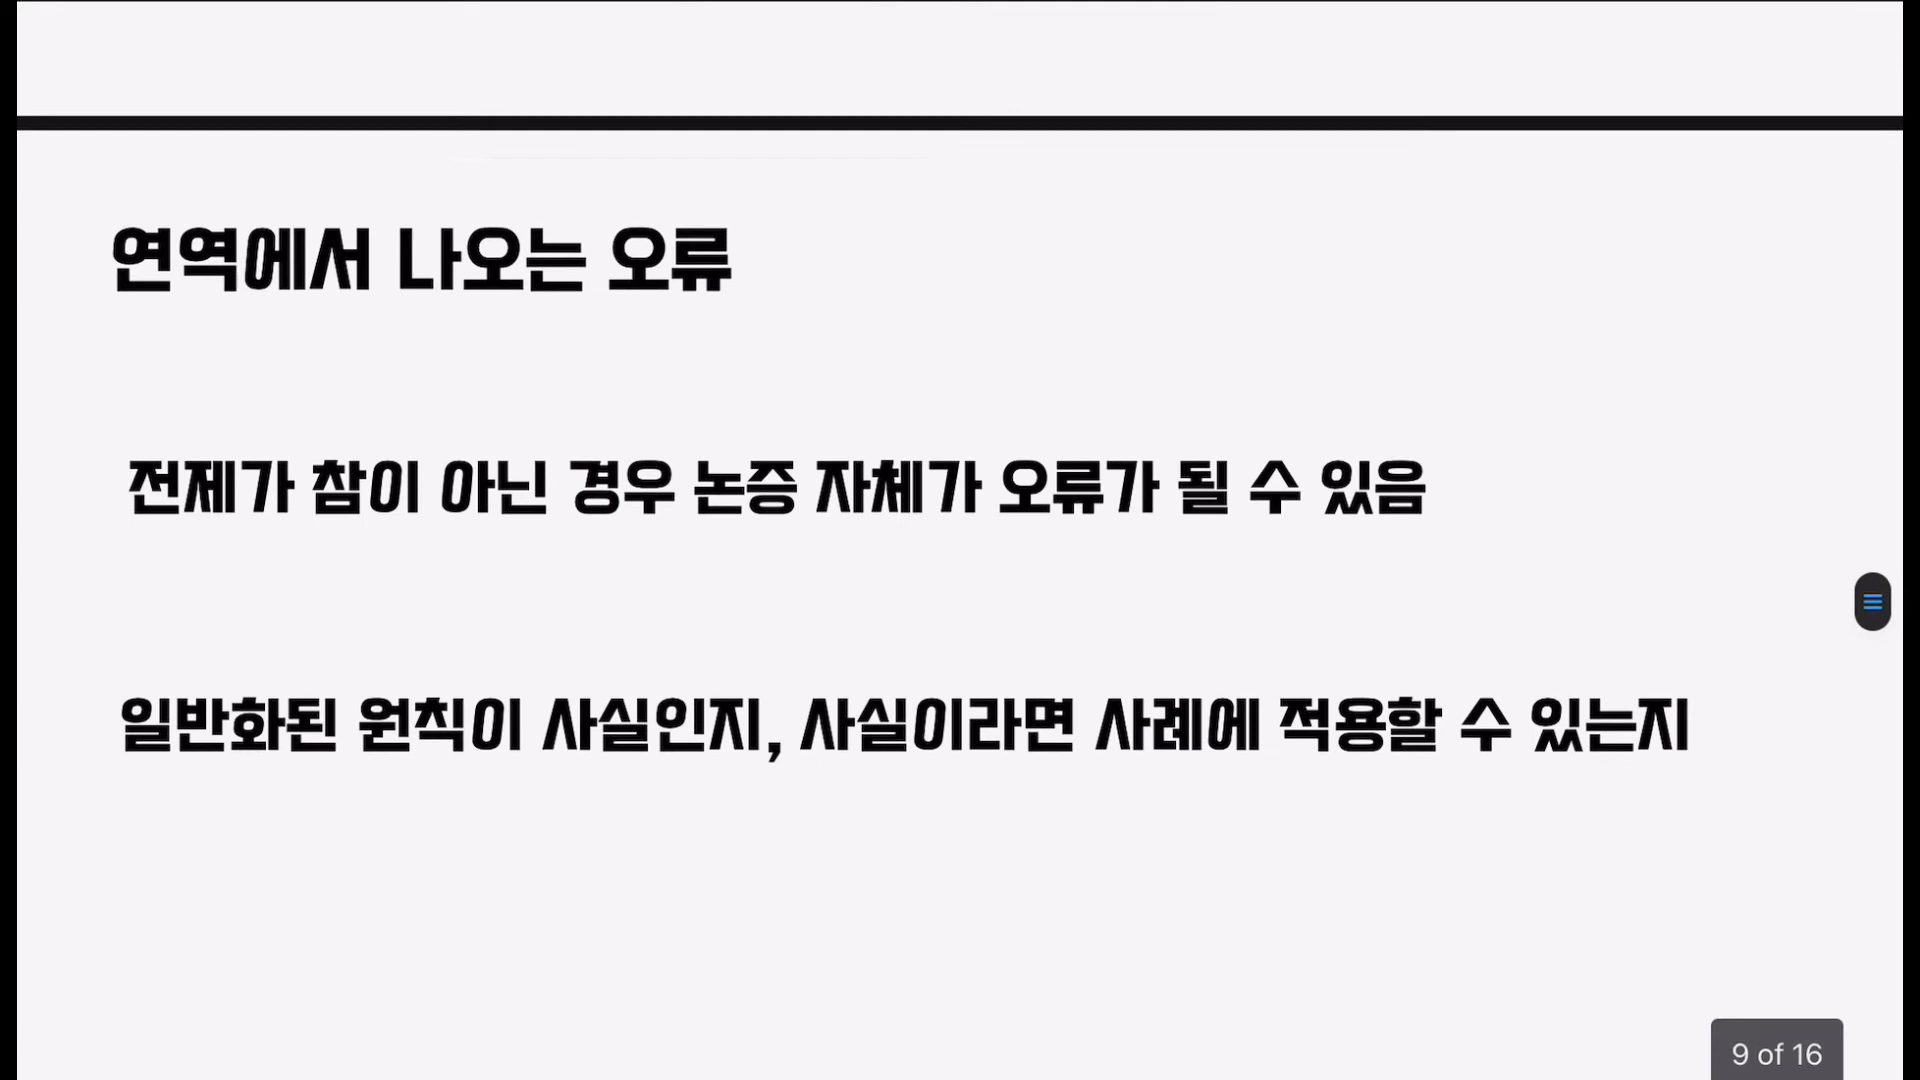 연역에서 나오는 오류
전제가 참이 아닌 경우 논증 자체가 오류가 될 수 있음
일반화된 원칙이 사실인지, 사실이라면 사례에 적용할 수 있는지
9 of 16